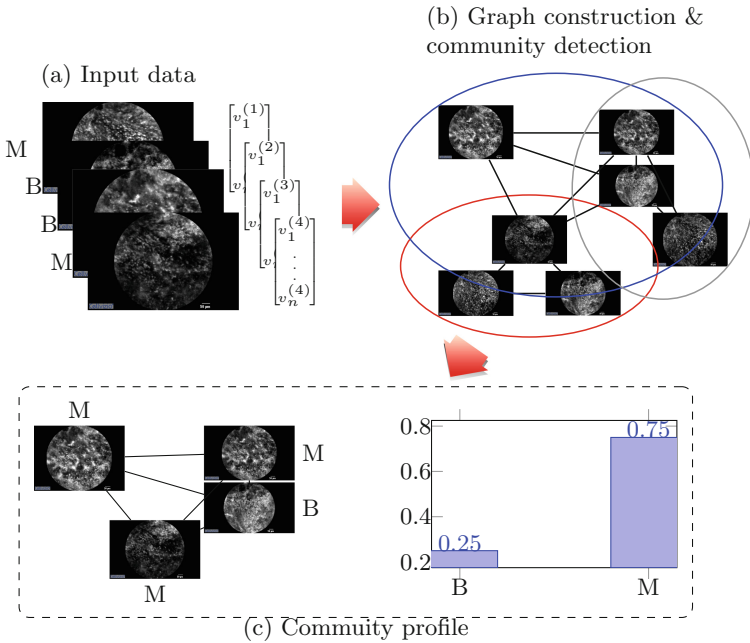 (a) Input data
M
B
B
M
v_1^{(1)}
v
v_1^{(2)}
v
v_1^{(3)}
v
v_1^{(4)}
.
.
.
v_n^{(4)}
(b) Graph construction &
community detection
M
M
B
M
0.8
0.6
0.4
0.2
0.25
0.75
B
M
(c) Commuity profile